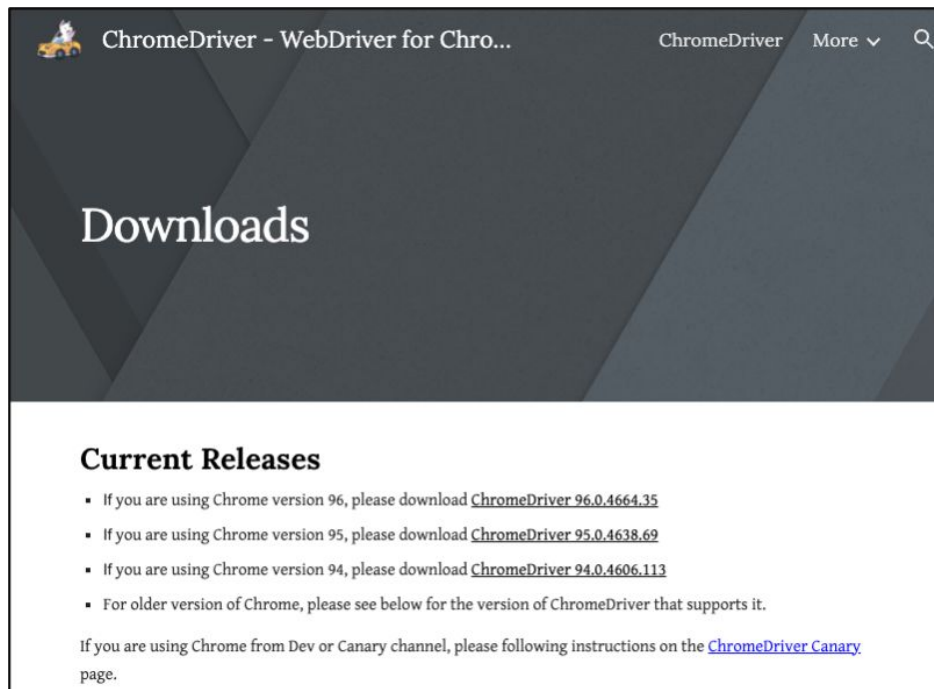 ChromeDriver - WebDriver for Chro...
ChromeDriver
More
Downloads
Current Releases
▪ If you are using Chrome version 96, please download ChromeDriver 96.0.4664.35
▪ If you are using Chrome version 95, please download ChromeDriver 95.0.4638.69
▪ If you are using Chrome version 94, please download ChromeDriver 94.0.4606.113
▪ For older version of Chrome, please see below for the version of ChromeDriver that supports it.
If you are using Chrome from Dev or Canary channel, please following instructions on the ChromeDriver Canary
page.